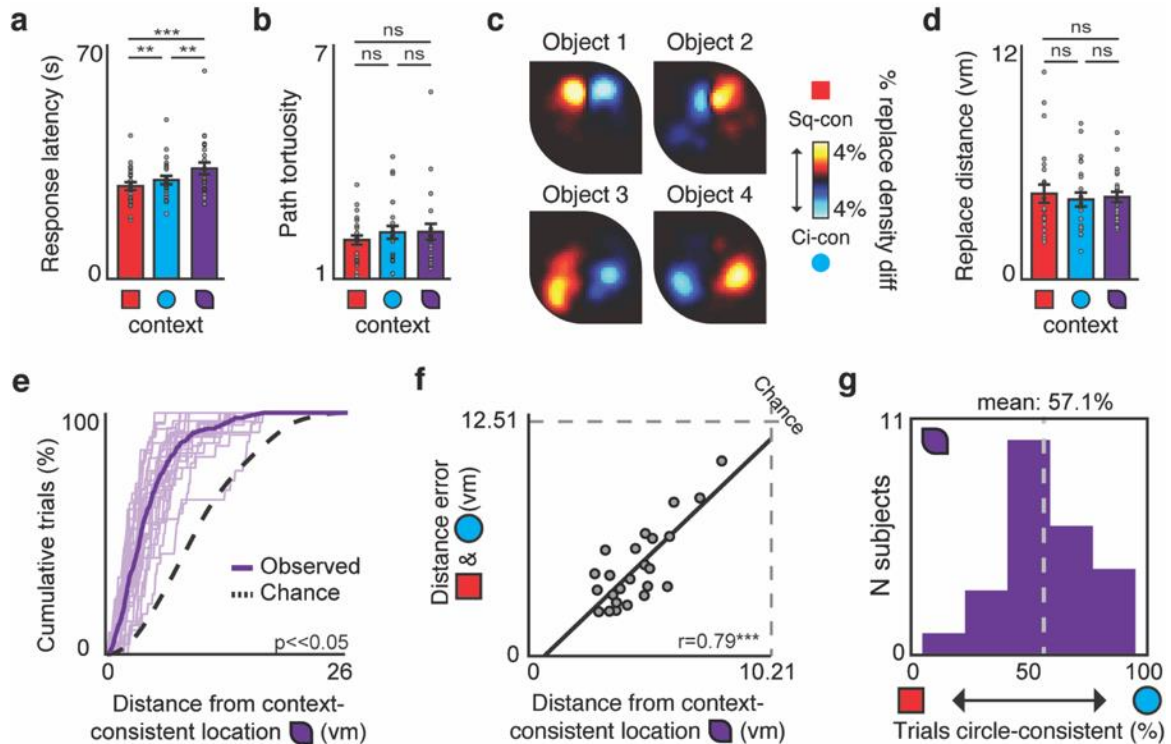 a
Response latency (s)
70
0
***
** **
context
b
Path tortuosity
7
1
ns
ns ns
context
c
Object 1 Object 2
Object 3 Object 4
Sq-con
4%
4%
Ci-con
% replace density diff
d
Replace distance (vm)
12
0
ns
ns ns
context
e
Cumulative trials (%)
100
0
Observed
Chance
p<<0.05
0 26
Distance from context-
consistent location (vm)
f
Distance error
& (vm)
12.51
0
Chance
r=0.79***
0 10.21
Distance from context-
consistent location (vm)
g
mean: 57.1%
N subjects
11
0
0 50 100
Trials circle-consistent (%)